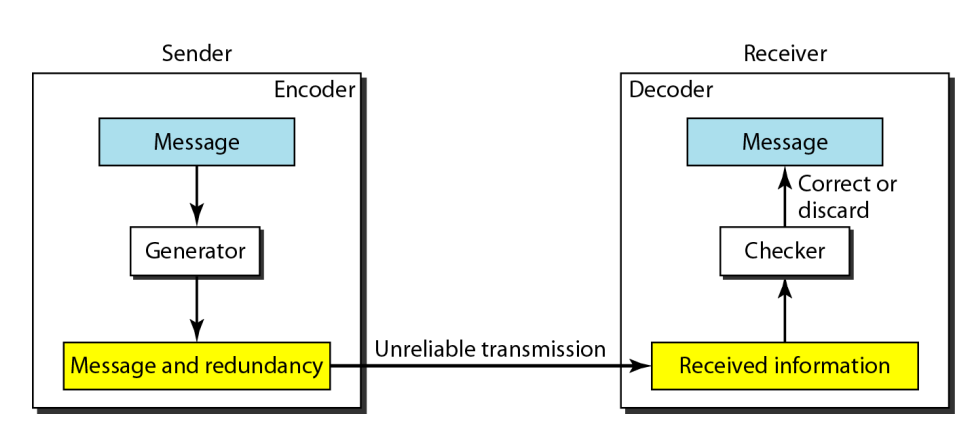 Sender
Encoder
Message
Generator
Message and redundancy
Unreliable transmission
Receiver
Decoder
Message
Correct or
discard
Checker
Received information